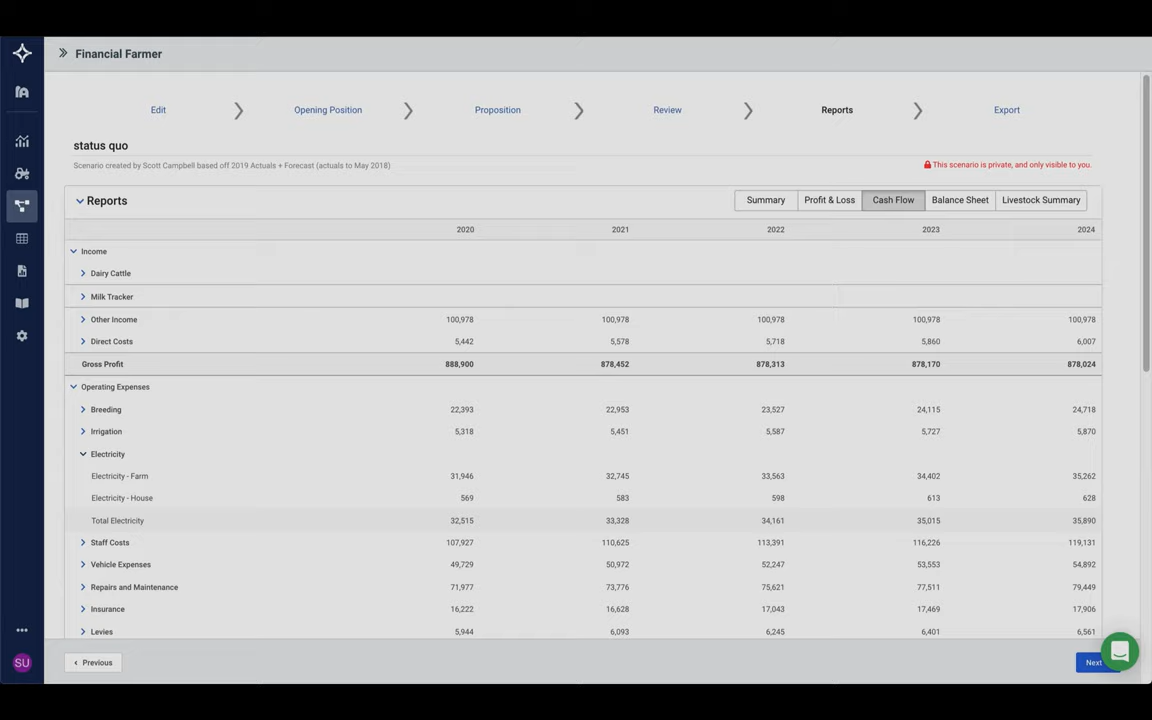 Financial Farmer
Edit Opening Position Proposition Review Reports Export
status quo
Scenario created by Scott Campbell based off 2019 Actuals + Forecast (actuals to May 2018) This scenario is private, and only visible to you.
Reports Summary Profit & Loss Cash Flow Balance Sheet Livestock Summary
2020 2021 2022 2023 2024
Income
Dairy Cattle
Milk Tracker
Other Income 100,978 100,978 100,978 100,978 100,978
Direct Costs 5,442 5,578 5,718 5,860 6,007
Gross Profit 888,900 878,452 878,313 878,170 878,024
Operating Expenses
Breeding 22,393 22,953 23,527 24,115 24,718
Irrigation 5,318 5,451 5,587 5,727 5,870
Electricity
Electricity - Farm 31,946 32,745 33,563 34,402 35,262
Electricity - House 569 583 598 613 628
Total Electricity 32,515 33,328 34,161 35,015 35,890
Staff Costs 107,927 110,625 113,391 116,226 119,131
Vehicle Expenses 49,729 50,972 52,247 53,553 54,892
Repairs and Maintenance 71,977 73,776 75,621 77,511 79,449
Insurance 16,222 16,628 17,043 17,469 17,906
Levies 5,944 6,093 6,245 6,401 6,561
SU Previous Next